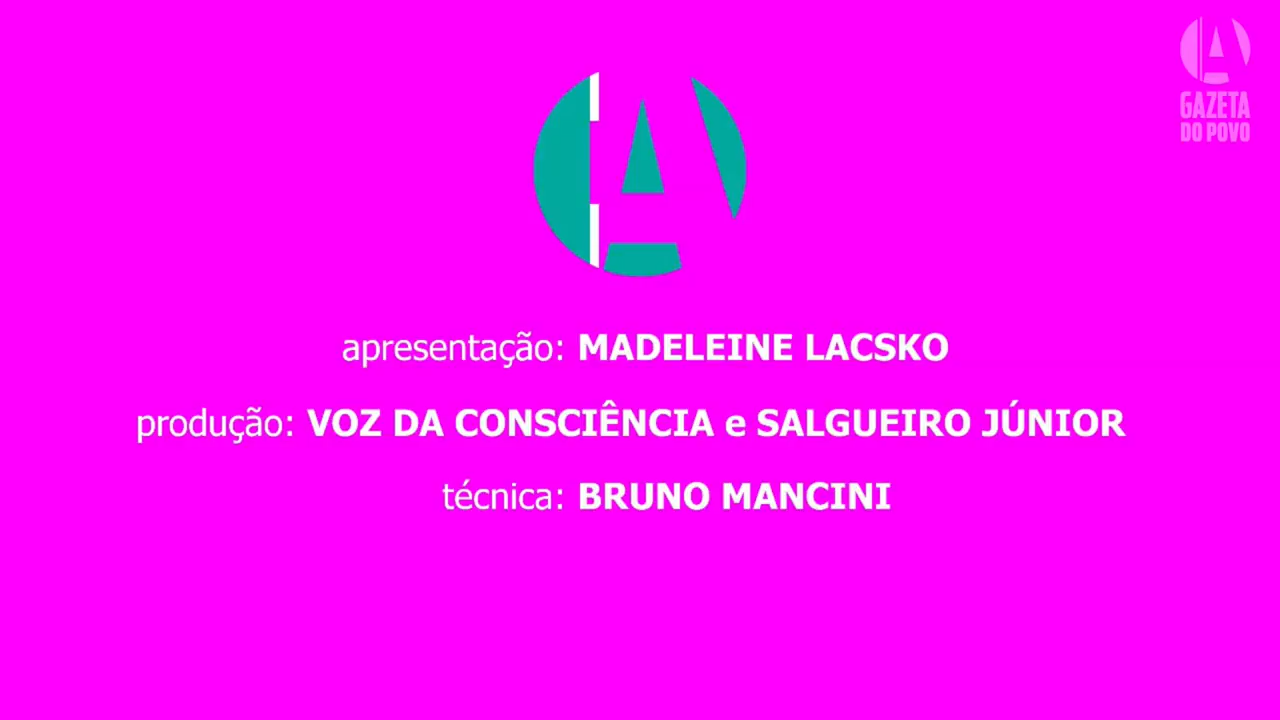 GAZETA
DO POVO
apresentação: MADELEINE LACSKO
produção: VOZ DA CONSCIÊNCIA e SALGUEIRO JÚNIOR
técnica: BRUNO MANCINI